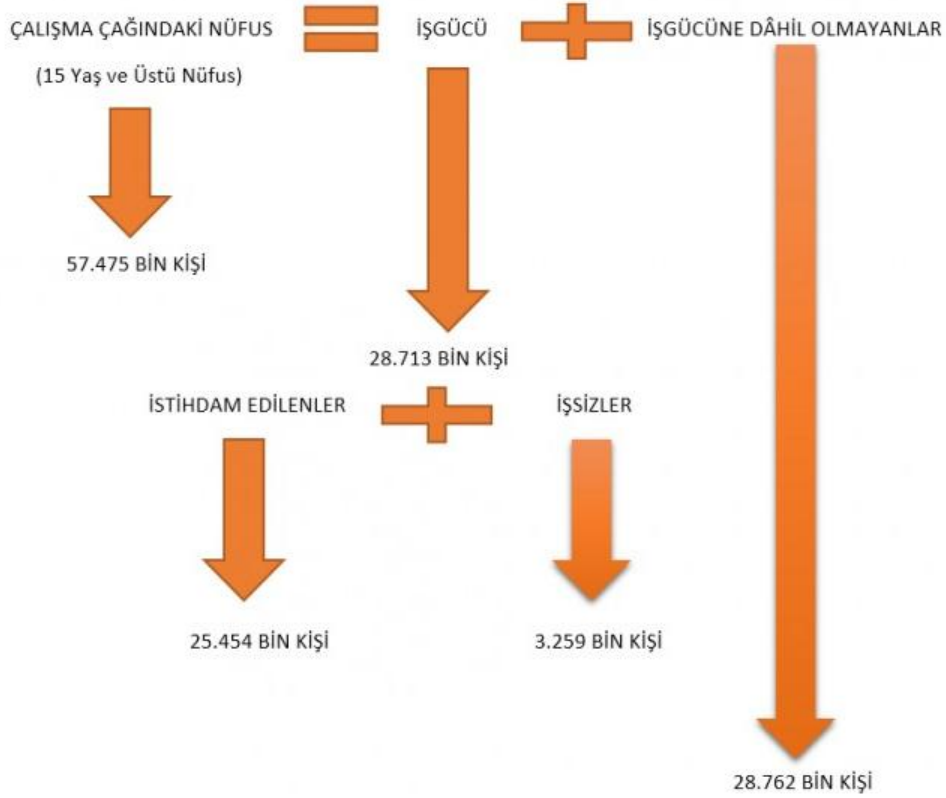 ÇALIŞMA ÇAĞINDAKİ NÜFUS
İŞGÜCÜ
İŞGÜCÜNE DÂHİL OLMAYANLAR
(15 Yaş ve Üstü Nüfus)
57.475 BİN KİŞİ
28.713 BİN KİŞİ
İSTİHDAM EDİLENLER
İŞSİZLER
25.454 BİN KİŞİ
3.259 BİN KİŞİ
28.762 BİN KİŞİ